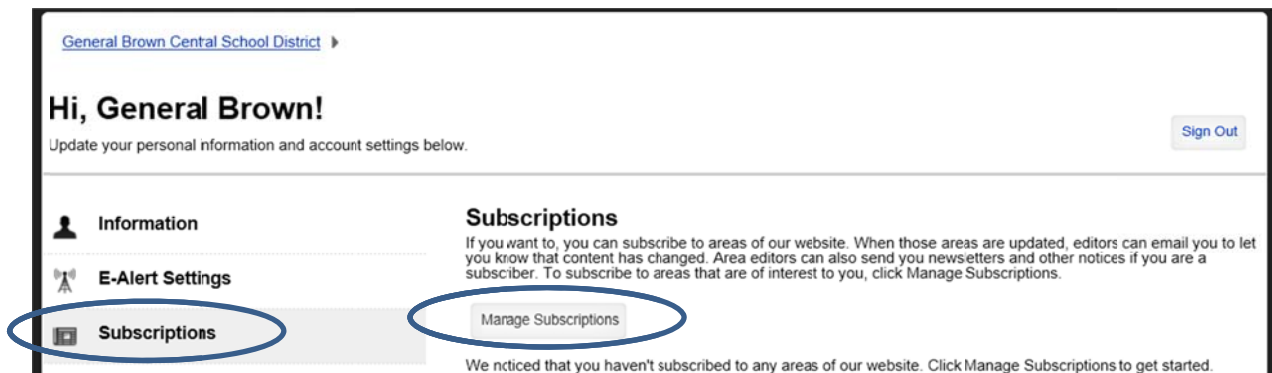 General Brown Central School District
Hi, General Brown!
Update your personal information and account settings below.
Sign Out
Information
E-Alert Settings
Subscriptions
Subscriptions
If you want to, you can subscribe to areas of our website. When those areas are updated, editors can email you to let
you know that content has changed. Area editors can also send you newsletters and other notices if you are a
subsciber. To subscribe to areas that are of interest to you, click Manage Subscriptions.
Manage Subscriptions
We noticed that you haven't subscribed to any areas of our website. Click Manage Subscriptions to get started.